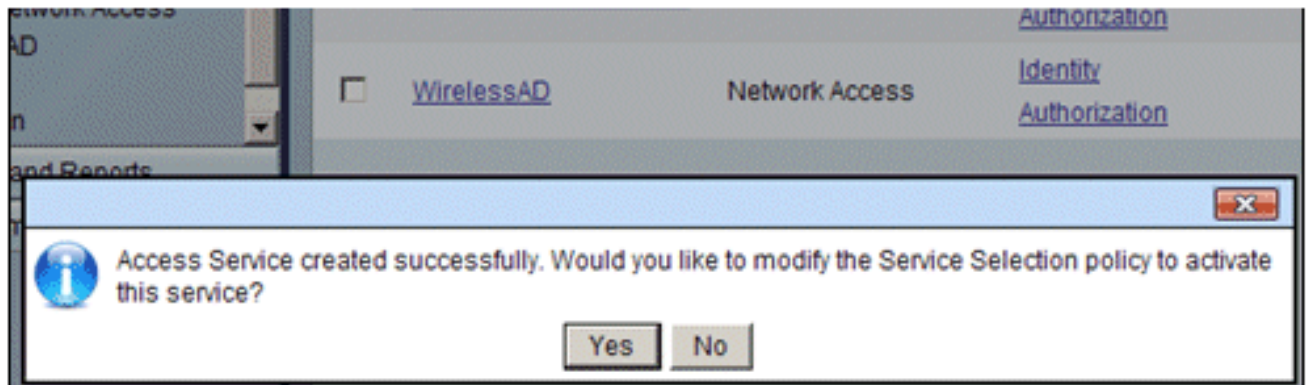 Authorization
AD
WirelessAD
Network Access
Identity
Authorization
and Reports
Access Service created successfully. Would you like to modify the Service Selection policy to activate
this service?
Yes
No